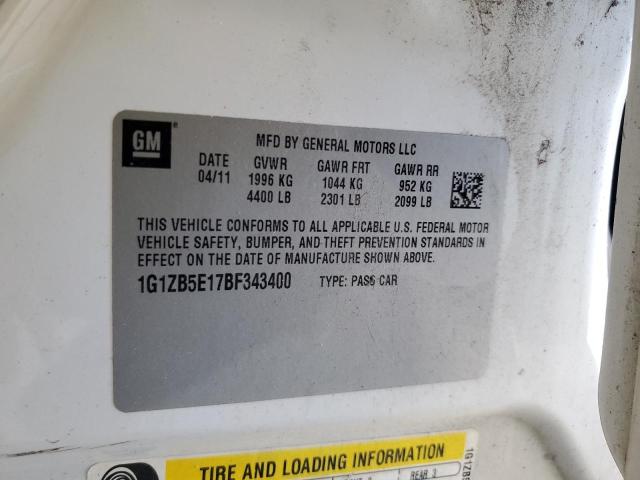 GM
MFD BY GENERAL MOTORS LLC
DATE GVWR GAWR FRT GAWR RR
04/11 1996 KG 1044 KG 952 KG
4400 LB 2301 LB 2099 LB
THIS VEHICLE CONFORMS TO ALL APPLICABLE U.S. FEDERAL MOTOR
VEHICLE SAFETY, BUMPER, AND THEFT PREVENTION STANDARDS IN
EFFECT ON THE DATE OF MANUFACTURE SHOWN ABOVE.
1G1ZB5E17BF343400 TYPE: PASS CAR
TIRE AND LOADING INFORMATION
REAR
1G1ZB5